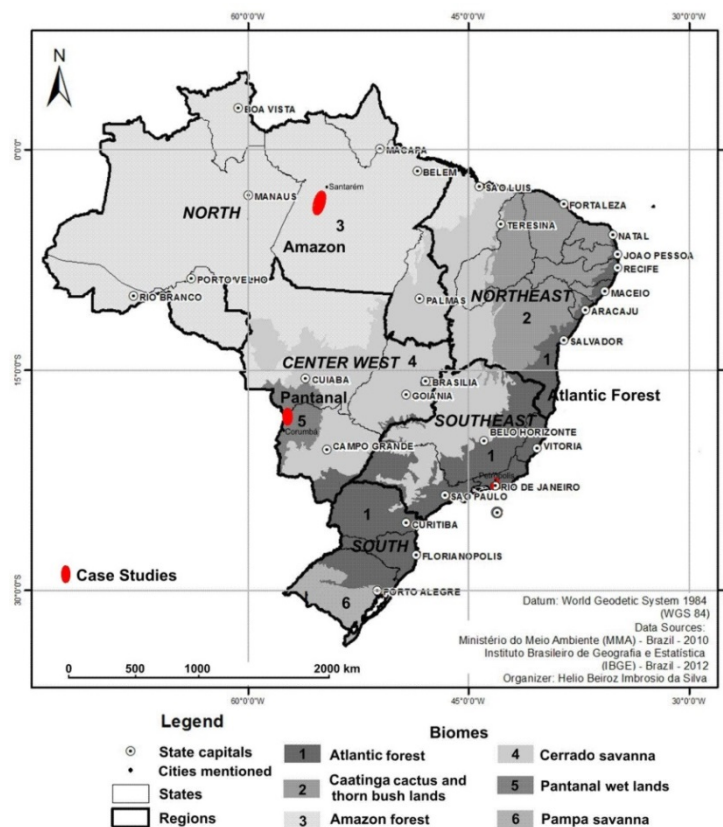 60°0'0"W 45°0'0"W 30°0'0"W
N
BOA VISTA
0°0'0"
MACAPA
BELEM
Santarém
SÃO LUIS
MANAUS
FORTALEZA
NORTH
3
TERESINA
Amazon
NATAL
JOAO PESSOA
PORTO VELHO
RECIFE
RIO BRANCO
PALMAS
NORTHEAST
MACEIO
2
ARACAJU
SALVADOR
CENTER WEST
4
1
15°0'0"S
CUIABA
BRASILIA
Pantanal
GOIÂNIA
Atlantic Forest
5
SOUTHEAST
Corumbá
BELO HORIZONTE
CAMPO GRANDE
1
VITORIA
RIO DE JANEIRO
SAO PAULO
1
CURITIBA
SOUTH
FLORIANOPOLIS
Case Studies
30°0'0"S
6
PORTO ALEGRE
Datum: World Geodetic System 1984
(WGS 84)
Data Sources:
Ministério do Meio Ambiente (MMA) - Brazil - 2010
Instituto Brasileiro de Geografia e Estatística
(IBGE) - Brazil - 2012
Organizer: Helio Beiroz Imbrosio da Silva
0 500 1000 2000 km
60°0'0"W 45°0'0"W 30°0'0"W
Legend
State capitals
Cities mentioned
States
Regions
Biomes
1 Atlantic forest
2 Caatinga cactus and
thorn bush lands
3 Amazon forest
4 Cerrado savanna
5 Pantanal wet lands
6 Pampa savanna